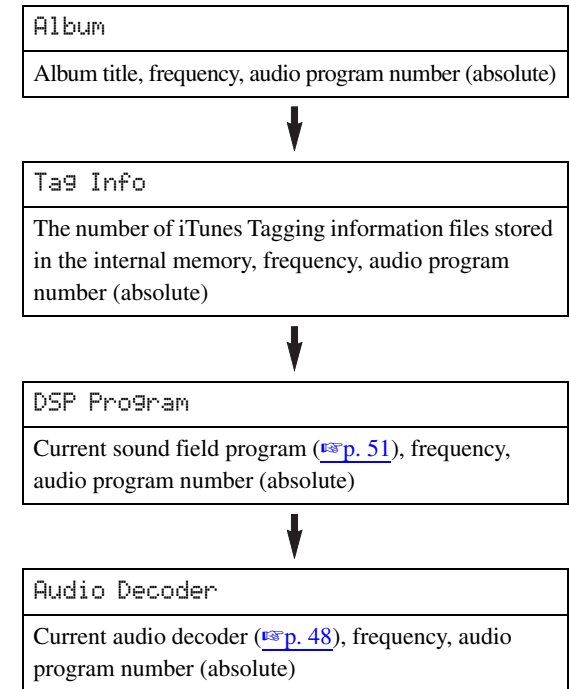 Album
Album title, frequency, audio program number (absolute)
Tag Info
The number of iTunes Tagging information files stored
in the internal memory, frequency, audio program
number (absolute)
DSP Program
Current sound field program (☞p. 51), frequency,
audio program number (absolute)
Audio Decoder
Current audio decoder (☞p. 48), frequency, audio
program number (absolute)